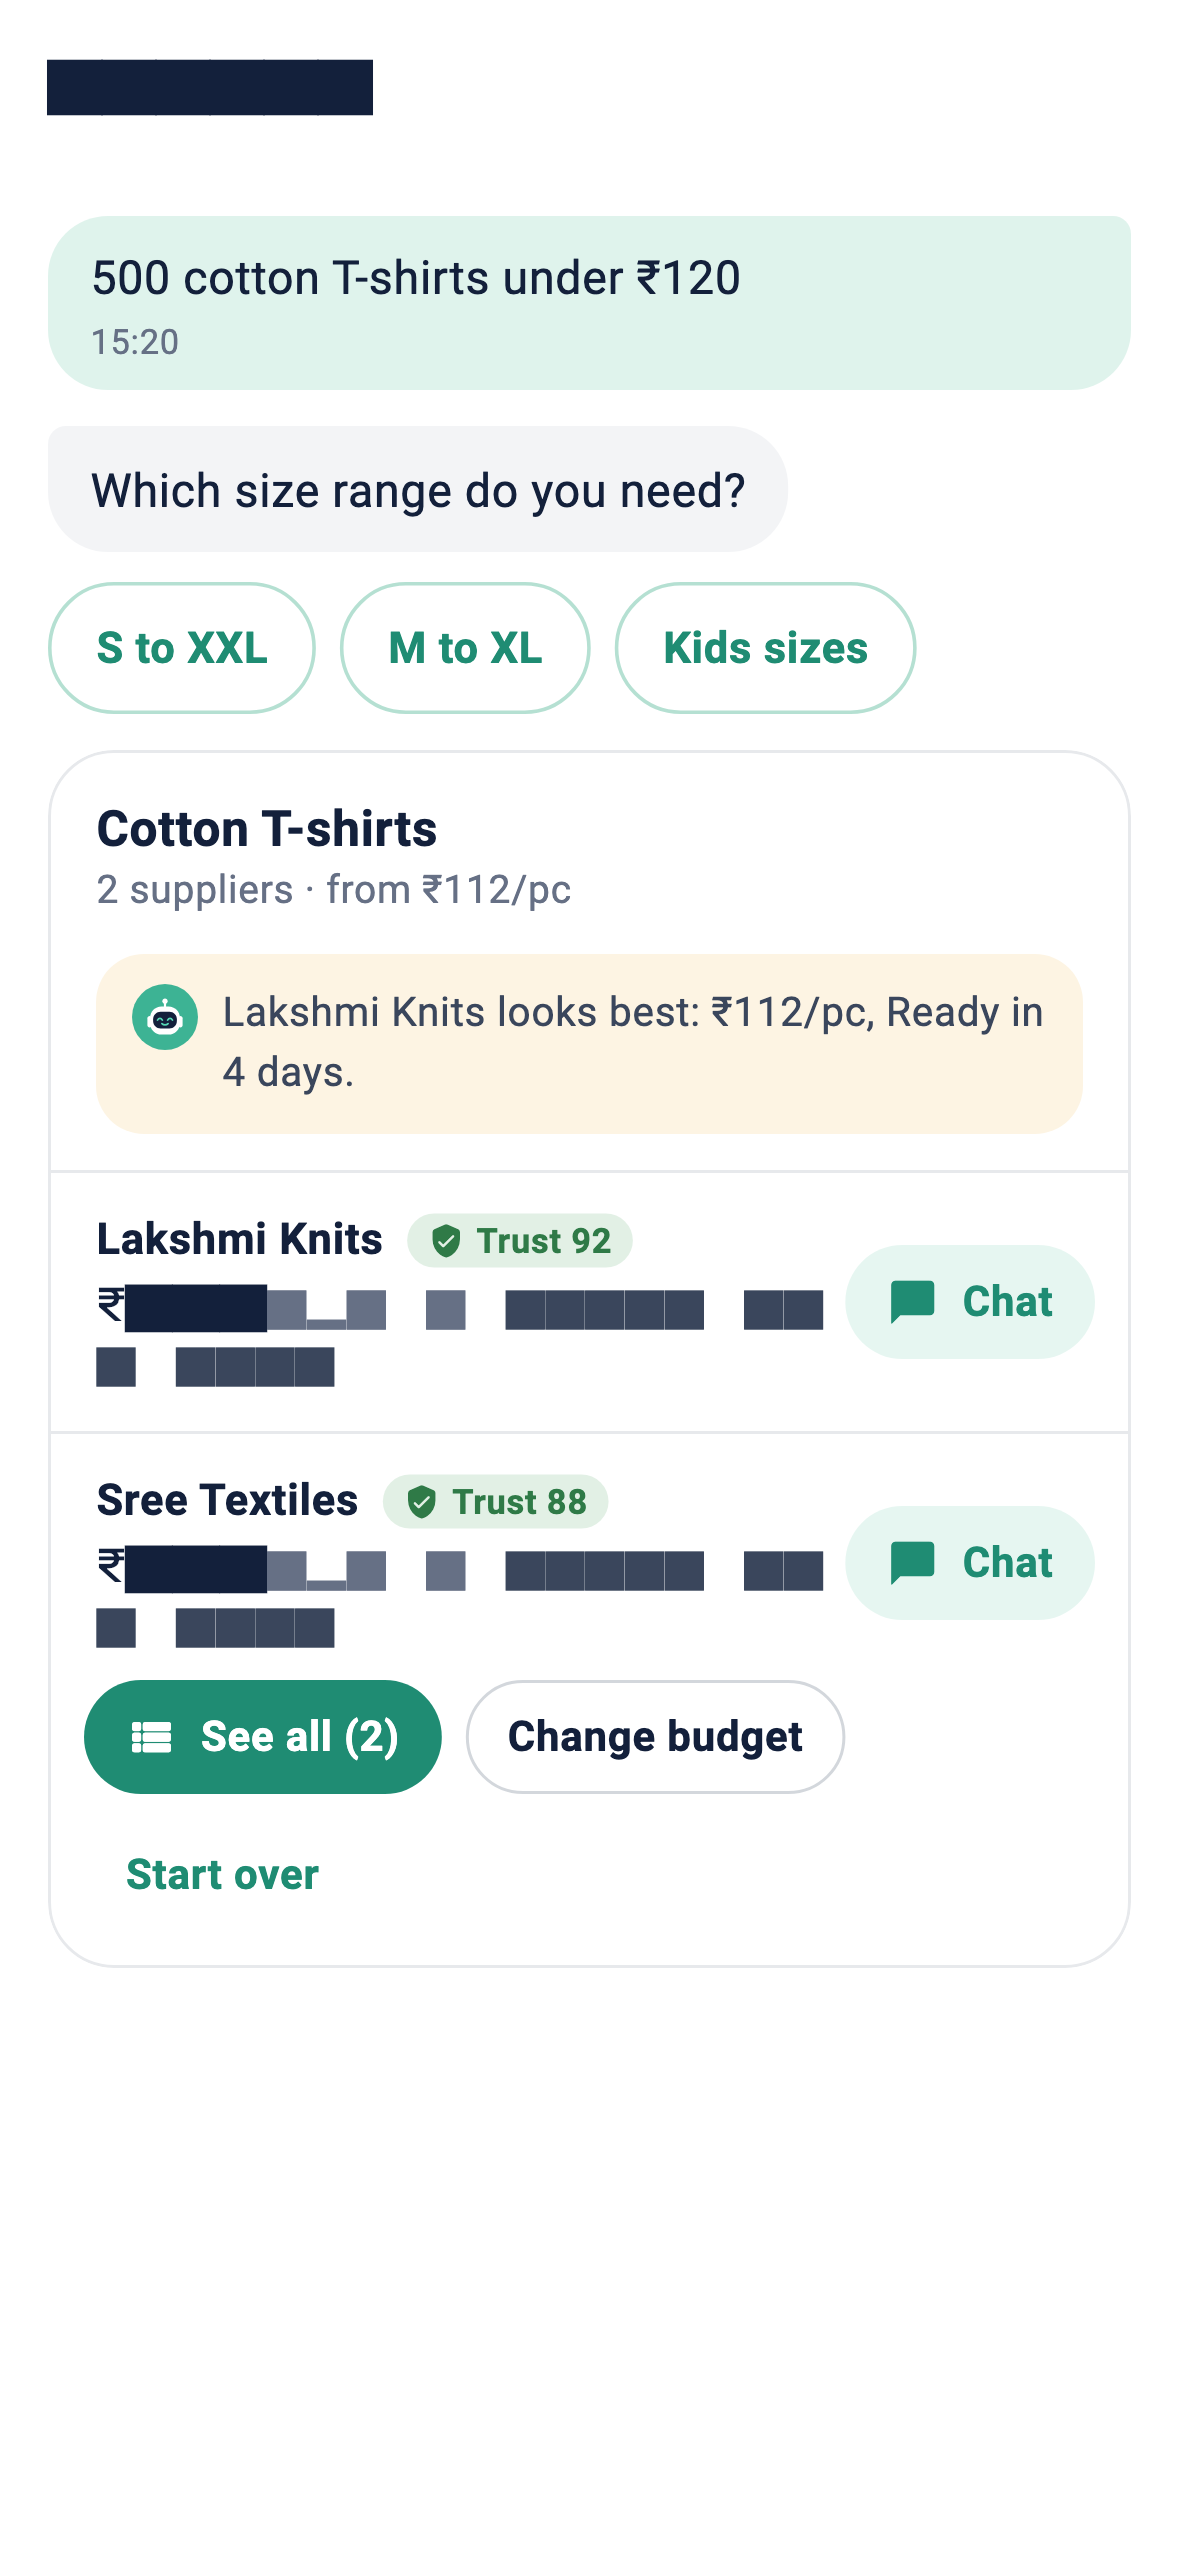 500 cotton T-shirts under ₹120
15:20
Which size range do you need?
S to XXL
M to XL
Kids sizes
Cotton T-shirts
2 suppliers · from ₹112/pc
Lakshmi Knits looks best: ₹112/pc, Ready in
4 days.
Lakshmi Knits
Trust 92
₹
Chat
Sree Textiles
Trust 88
₹
Chat
See all (2)
Change budget
Start over